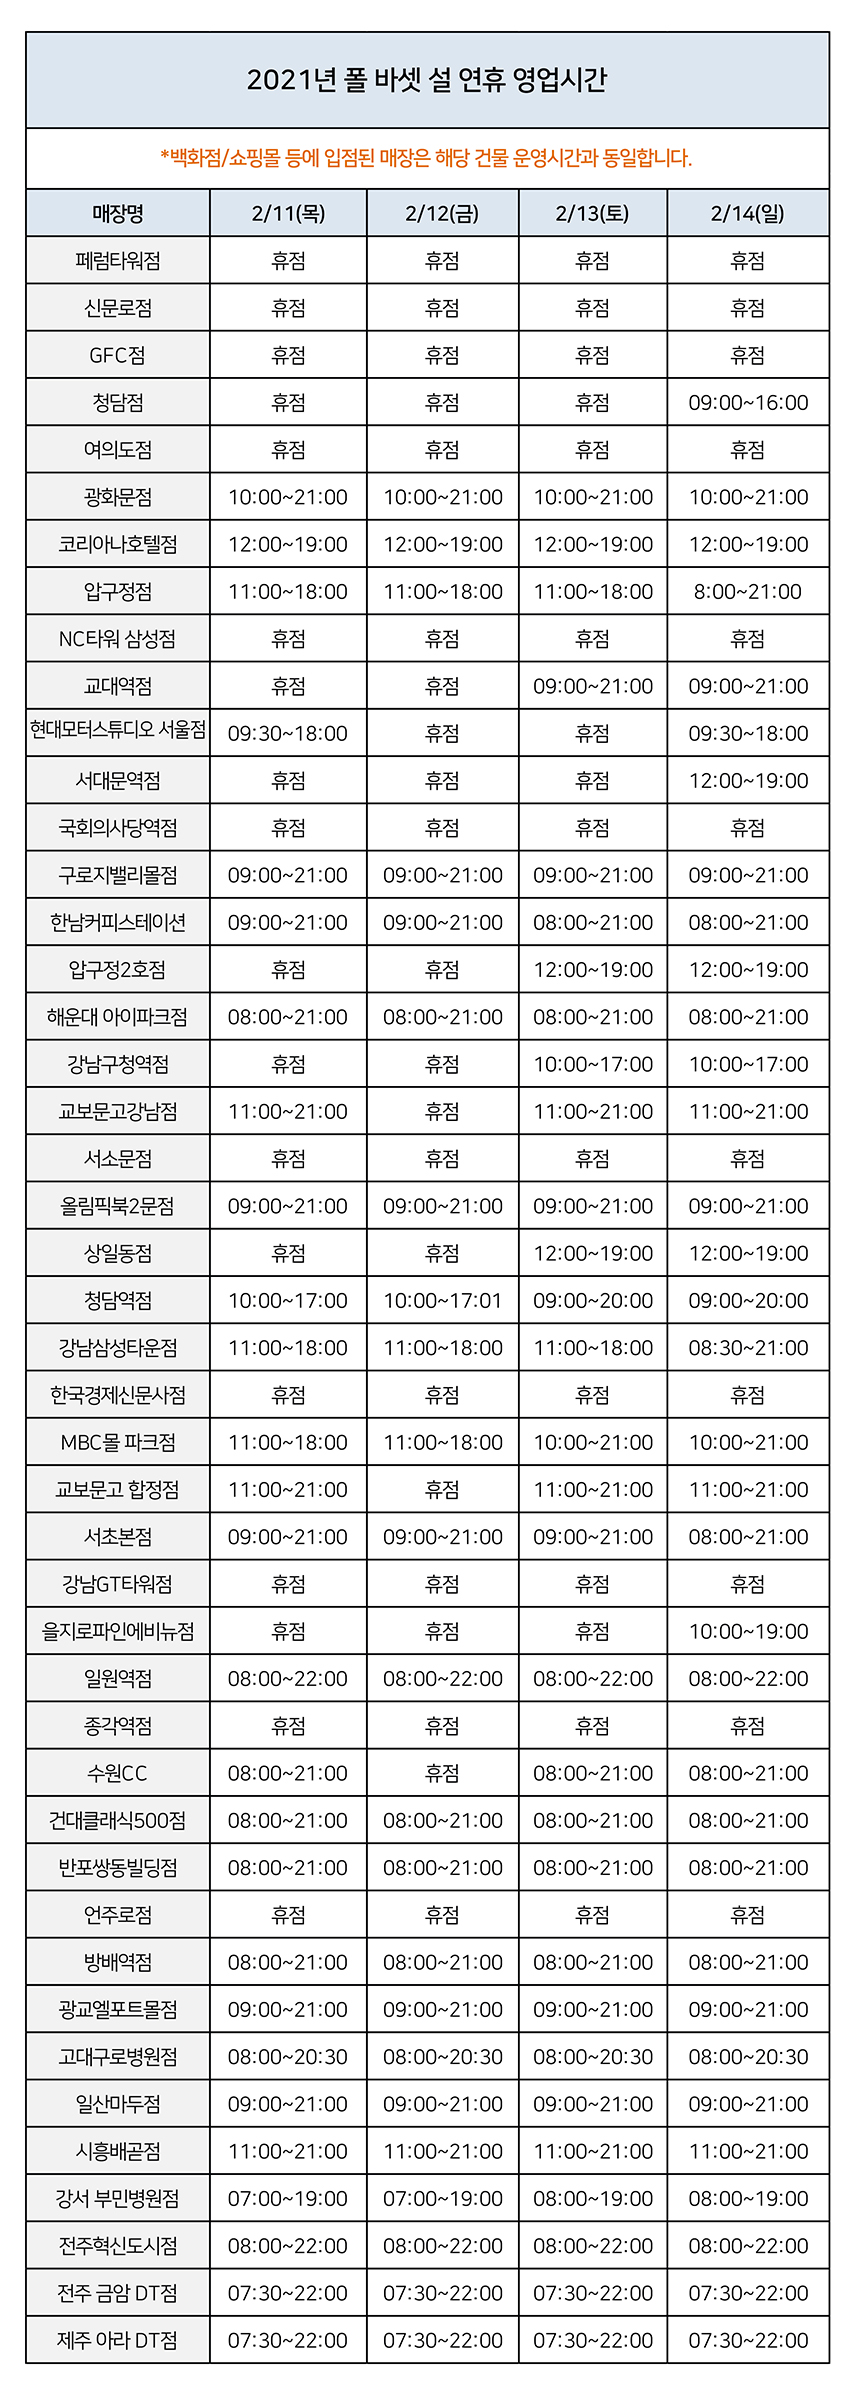 2021년 폴 바셋 설 연휴 영업시간
*백화점/쇼핑몰 등에 입점된 매장은 해당 건물 운영시간과 동일합니다.
매장명 2/11(목) 2/12(금) 2/13(토) 2/14(일)
페럼타워점 휴점 휴점 휴점 휴점
신문로점 휴점 휴점 휴점 휴점
GFC점 휴점 휴점 휴점 휴점
청담점 휴점 휴점 휴점 09:00~16:00
여의도점 휴점 휴점 휴점 휴점
광화문점 10:00~21:00 10:00~21:00 10:00~21:00 10:00~21:00
코리아나호텔점 12:00~19:00 12:00~19:00 12:00~19:00 12:00~19:00
압구정점 11:00~18:00 11:00~18:00 11:00~18:00 8:00~21:00
NC타워 삼성점 휴점 휴점 휴점 휴점
교대역점 휴점 휴점 09:00~21:00 09:00~21:00
현대모터스튜디오 서울점 09:30~18:00 휴점 휴점 09:30~18:00
서대문역점 휴점 휴점 휴점 12:00~19:00
국회의사당역점 휴점 휴점 휴점 휴점
구로지밸리몰점 09:00~21:00 09:00~21:00 09:00~21:00 09:00~21:00
한남커피스테이션 09:00~21:00 09:00~21:00 08:00~21:00 08:00~21:00
압구정2호점 휴점 휴점 12:00~19:00 12:00~19:00
해운대 아이파크점 08:00~21:00 08:00~21:00 08:00~21:00 08:00~21:00
강남구청역점 휴점 휴점 10:00~17:00 10:00~17:00
교보문고강남점 11:00~21:00 휴점 11:00~21:00 11:00~21:00
서소문점 휴점 휴점 휴점 휴점
올림픽북2문점 09:00~21:00 09:00~21:00 09:00~21:00 09:00~21:00
상일동점 휴점 휴점 12:00~19:00 12:00~19:00
청담역점 10:00~17:00 10:00~17:01 09:00~20:00 09:00~20:00
강남삼성타운점 11:00~18:00 11:00~18:00 11:00~18:00 08:30~21:00
한국경제신문사점 휴점 휴점 휴점 휴점
MBC몰 파크점 11:00~18:00 11:00~18:00 10:00~21:00 10:00~21:00
교보문고 합정점 11:00~21:00 휴점 11:00~21:00 11:00~21:00
서초본점 09:00~21:00 09:00~21:00 09:00~21:00 08:00~21:00
강남GT타워점 휴점 휴점 휴점 휴점
을지로파인에비뉴점 휴점 휴점 휴점 10:00~19:00
일원역점 08:00~22:00 08:00~22:00 08:00~22:00 08:00~22:00
종각역점 휴점 휴점 휴점 휴점
수원CC 08:00~21:00 휴점 08:00~21:00 08:00~21:00
건대클래식500점 08:00~21:00 08:00~21:00 08:00~21:00 08:00~21:00
반포쌍동빌딩점 08:00~21:00 08:00~21:00 08:00~21:00 08:00~21:00
언주로점 휴점 휴점 휴점 휴점
방배역점 08:00~21:00 08:00~21:00 08:00~21:00 08:00~21:00
광교엘포트몰점 09:00~21:00 09:00~21:00 09:00~21:00 09:00~21:00
고대구로병원점 08:00~20:30 08:00~20:30 08:00~20:30 08:00~20:30
일산마두점 09:00~21:00 09:00~21:00 09:00~21:00 09:00~21:00
시흥배곧점 11:00~21:00 11:00~21:00 11:00~21:00 11:00~21:00
강서 부민병원점 07:00~19:00 07:00~19:00 08:00~19:00 08:00~19:00
전주혁신도시점 08:00~22:00 08:00~22:00 08:00~22:00 08:00~22:00
전주 금암 DT점 07:30~22:00 07:30~22:00 07:30~22:00 07:30~22:00
제주 아라 DT점 07:30~22:00 07:30~22:00 07:30~22:00 07:30~22:00